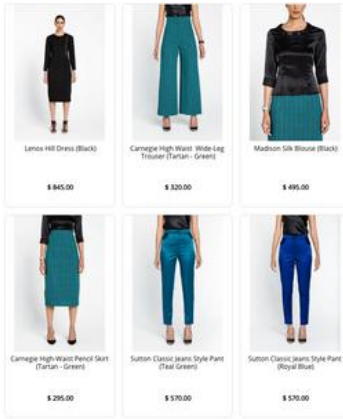 Lenox Hill Dress (Black)
$ 845.00
Carnegie High Waist Wide-Leg
Trouser (Tartan - Green)
$ 320.00
Madison Silk Blouse (Black)
$ 495.00
Carnegie High-Waist Pencil Skirt
(Tartan - Green)
$ 295.00
Sutton Classic Jeans Style Pant
(Teal Green)
$ 570.00
Sutton Classic Jeans Style Pant
(Royal Blue)
$ 570.00